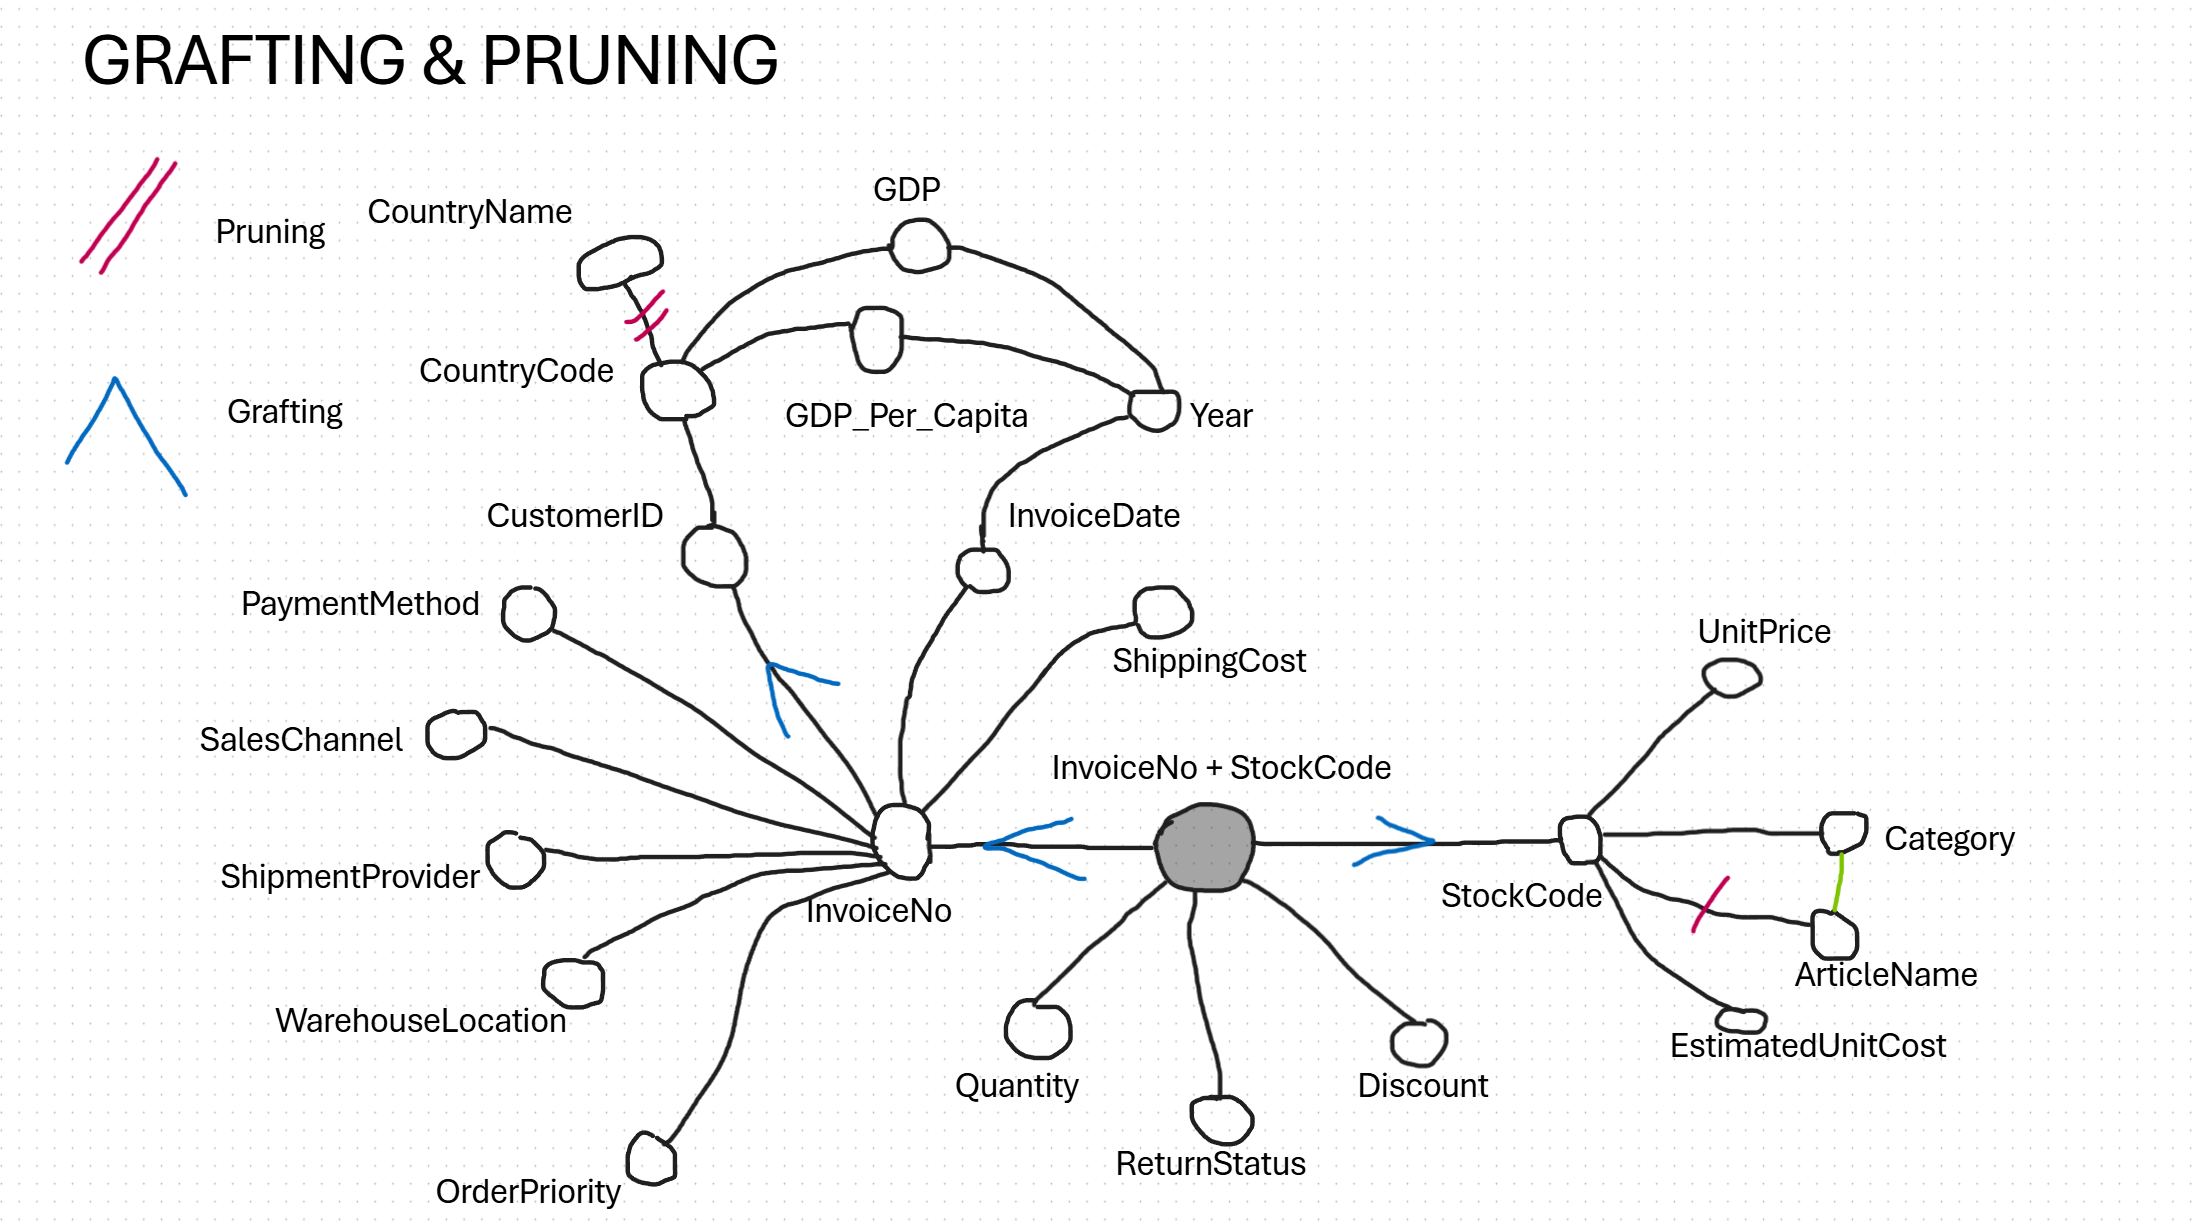 GRAFTING & PRUNING
GDP
CountryName
Pruning
CountryCode
Grafting
GDP_Per_Capita
Year
CustomerID
InvoiceDate
PaymentMethod
UnitPrice
ShippingCost
SalesChannel
InvoiceNo + StockCode
Category
ShipmentProvider
StockCode
InvoiceNo
ArticleName
WarehouseLocation
EstimatedUnitCost
Quantity
Discount
ReturnStatus
OrderPriority